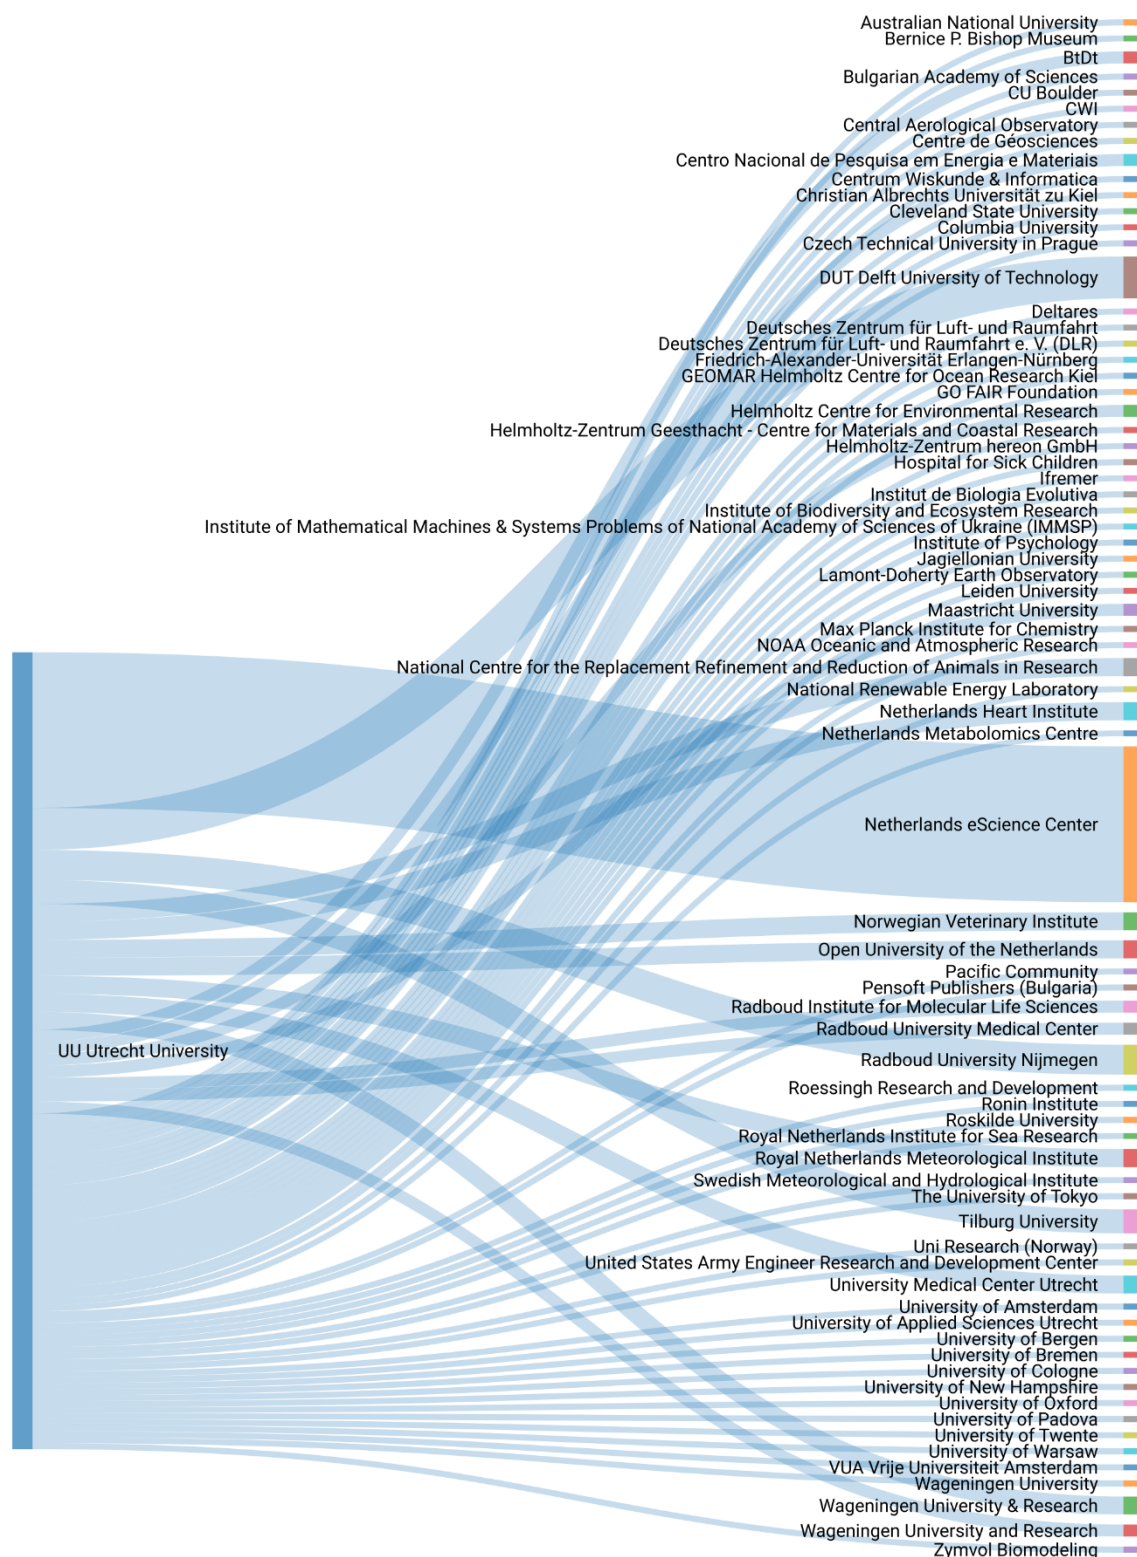 Australian National University
Bernice P. Bishop Museum
BtDt
Bulgarian Academy of Sciences
CU Boulder
CWI
Central Aerological Observatory
Centre de Géosciences
Centro Nacional de Pesquisa em Energia e Materiais
Centrum Wiskunde & Informatica
Christian Albrechts Universität zu Kiel
Cleveland State University
Columbia University
Czech Technical University in Prague
DUT Delft University of Technology
Deltares
Deutsches Zentrum für Luft- und Raumfahrt
Deutsches Zentrum für Luft- und Raumfahrt e. V. (DLR)
Friedrich-Alexander-Universität Erlangen-Nürnberg
GEOMAR Helmholtz Centre for Ocean Research Kiel
GO FAIR Foundation
Helmholtz Centre for Environmental Research
Helmholtz-Zentrum Geesthacht - Centre for Materials and Coastal Research
Helmholtz-Zentrum hereon GmbH
Hospital for Sick Children
Ifremer
Institut de Biologia Evolutiva
Institute of Biodiversity and Ecosystem Research
Institute of Mathematical Machines & Systems Problems of National Academy of Sciences of Ukraine (IMMSP)
Institute of Psychology
Jagiellonian University
Lamont-Doherty Earth Observatory
Leiden University
Maastricht University
Max Planck Institute for Chemistry
NOAA Oceanic and Atmospheric Research
National Centre for the Replacement Refinement and Reduction of Animals in Research
National Renewable Energy Laboratory
Netherlands Heart Institute
Netherlands Metabolomics Centre
Netherlands eScience Center
Norwegian Veterinary Institute
Open University of the Netherlands
Pacific Community
Pensoft Publishers (Bulgaria)
Radboud Institute for Molecular Life Sciences
Radboud University Medical Center
UU Utrecht University
Radboud University Nijmegen
Roessingh Research and Development
Ronin Institute
Roskilde University
Royal Netherlands Institute for Sea Research
Royal Netherlands Meteorological Institute
Swedish Meteorological and Hydrological Institute
The University of Tokyo
Tilburg University
Uni Research (Norway)
United States Army Engineer Research and Development Center
University Medical Center Utrecht
University of Amsterdam
University of Applied Sciences Utrecht
University of Bergen
University of Bremen
University of Cologne
University of New Hampshire
University of Oxford
University of Padova
University of Twente
University of Warsaw
VUA Vrije Universiteit Amsterdam
Wageningen University
Wageningen University & Research
Wageningen University and Research
Zymvol Biomodeling